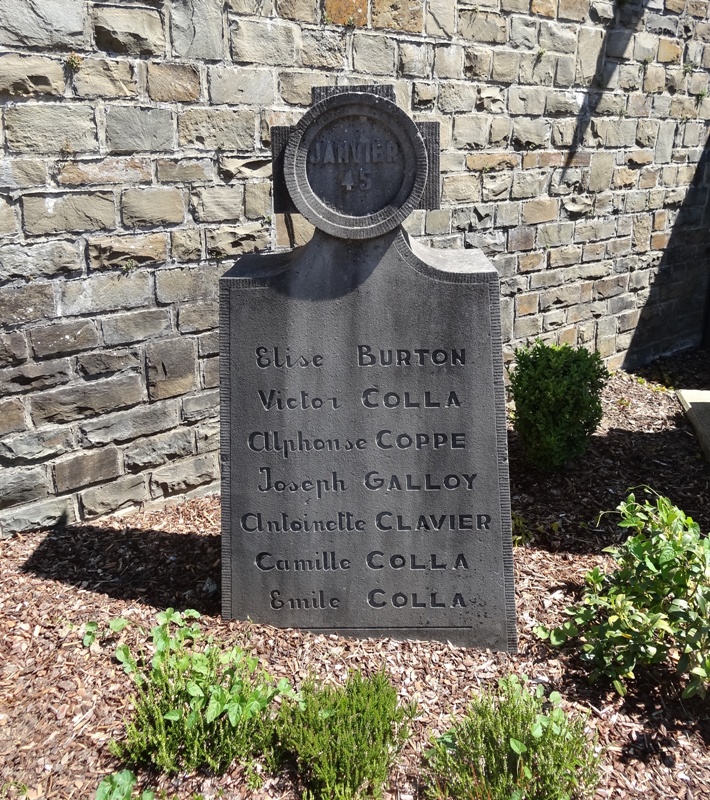 JANVIER
45
Elise BURTON
Victor COLLA
Alphonse COPPE
Joseph GALLOY
Antoinette CLAVIER
Camille COLLA
Emile COLLA